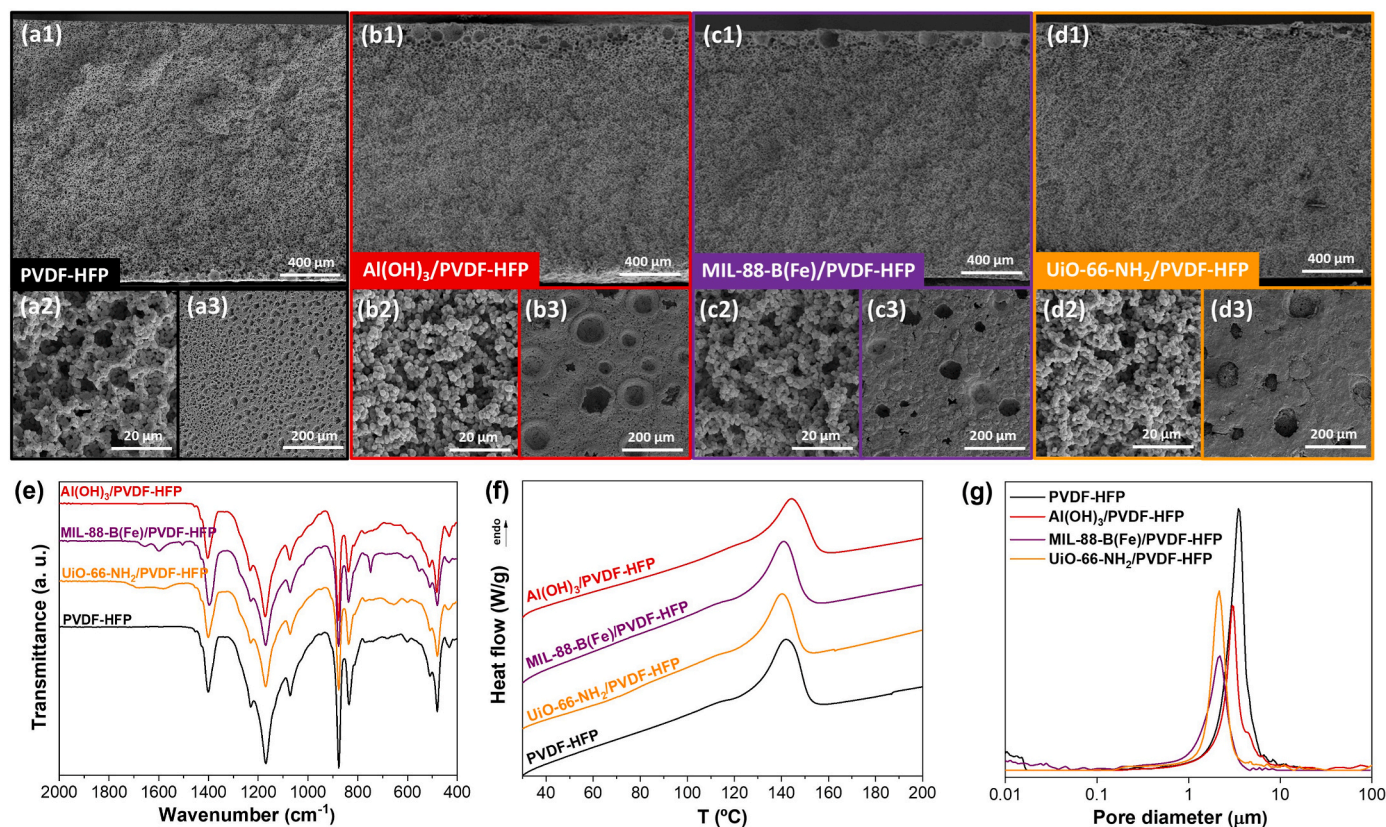 (a1)
(b1)
(c1)
(d1)
400 µm
400 µm
400 µm
400 µm
PVDF-HFP
Al(OH)₃/PVDF-HFP
MIL-88-B(Fe)/PVDF-HFP
UiO-66-NH₂/PVDF-HFP
(a2)
(a3)
(b2)
(b3)
(c2)
(c3)
(d2)
(d3)
20 µm
200 µm
20 µm
200 µm
20 µm
200 µm
20 µm
200 µm
(e)
Al(OH)₃/PVDF-HFP
MIL-88-B(Fe)/PVDF-HFP
UiO-66-NH₂/PVDF-HFP
PVDF-HFP
Transmittance (a. u.)
2000 1600 1400 1200 1000 800 600 400
Wavenumber (cm⁻¹)
(f)
endo
Heat flow (W/g)
Al(OH)₃/PVDF-HFP
MIL-88-B(Fe)/PVDF-HFP
UiO-66-NH₂/PVDF-HFP
PVDF-HFP
40 60 80 100 120 140 160 180 200
T (ºC)
(g)
PVDF-HFP
Al(OH)₃/PVDF-HFP
MIL-88-B(Fe)/PVDF-HFP
UiO-66-NH₂/PVDF-HFP
0.01 0.1 1 10 100
Pore diameter (µm)